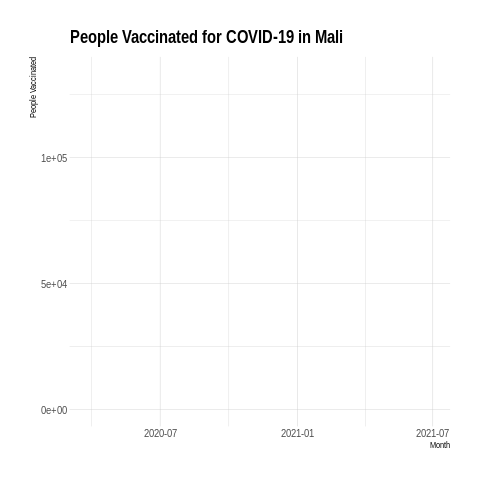 People Vaccinated for COVID-19 in Mali
People Vaccinated
1e+05
5e+04
0e+00
2020-07 2021-01 2021-07
Month